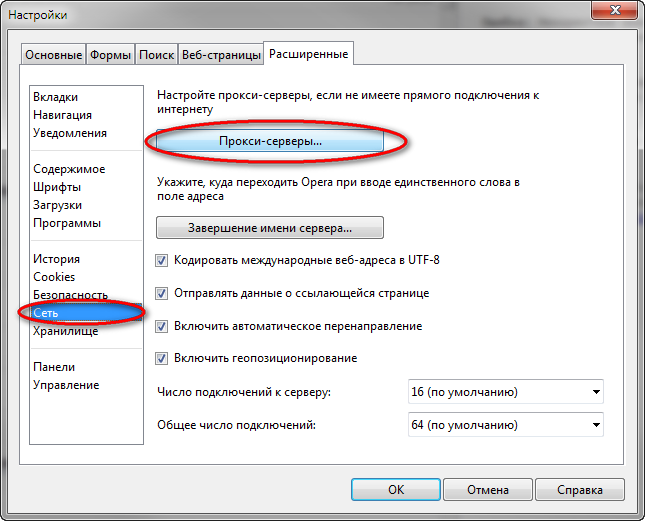 Настройки
Основные
Формы
Поиск
Веб-страницы
Расширенные
Вкладки
Навигация
Уведомления
Содержимое
Шрифты
Загрузки
Программы
История
Cookies
Безопасность
Сеть
Хранилище
Панели
Управление
Настройте прокси-серверы, если не имеете прямого подключения к
интернету
Прокси-серверы...
Укажите, куда переходить Opera при вводе единственного слова в
поле адреса
Завершение имени сервера...
Кодировать международные веб-адреса в UTF-8
Отправлять данные о ссылающейся странице
Включить автоматическое перенаправление
Включить геопозиционирование
Число подключений к серверу:
16 (по умолчанию)
Общее число подключений:
64 (по умолчанию)
OK
Отмена
Справка